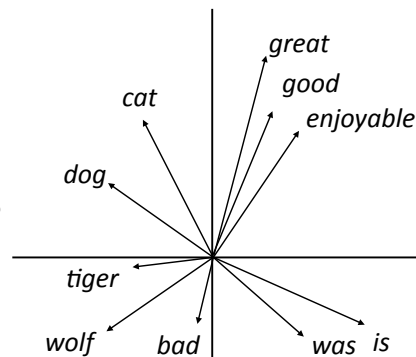 great
good
cat
enjoyable
dog
tiger
wolf
bad
was
is